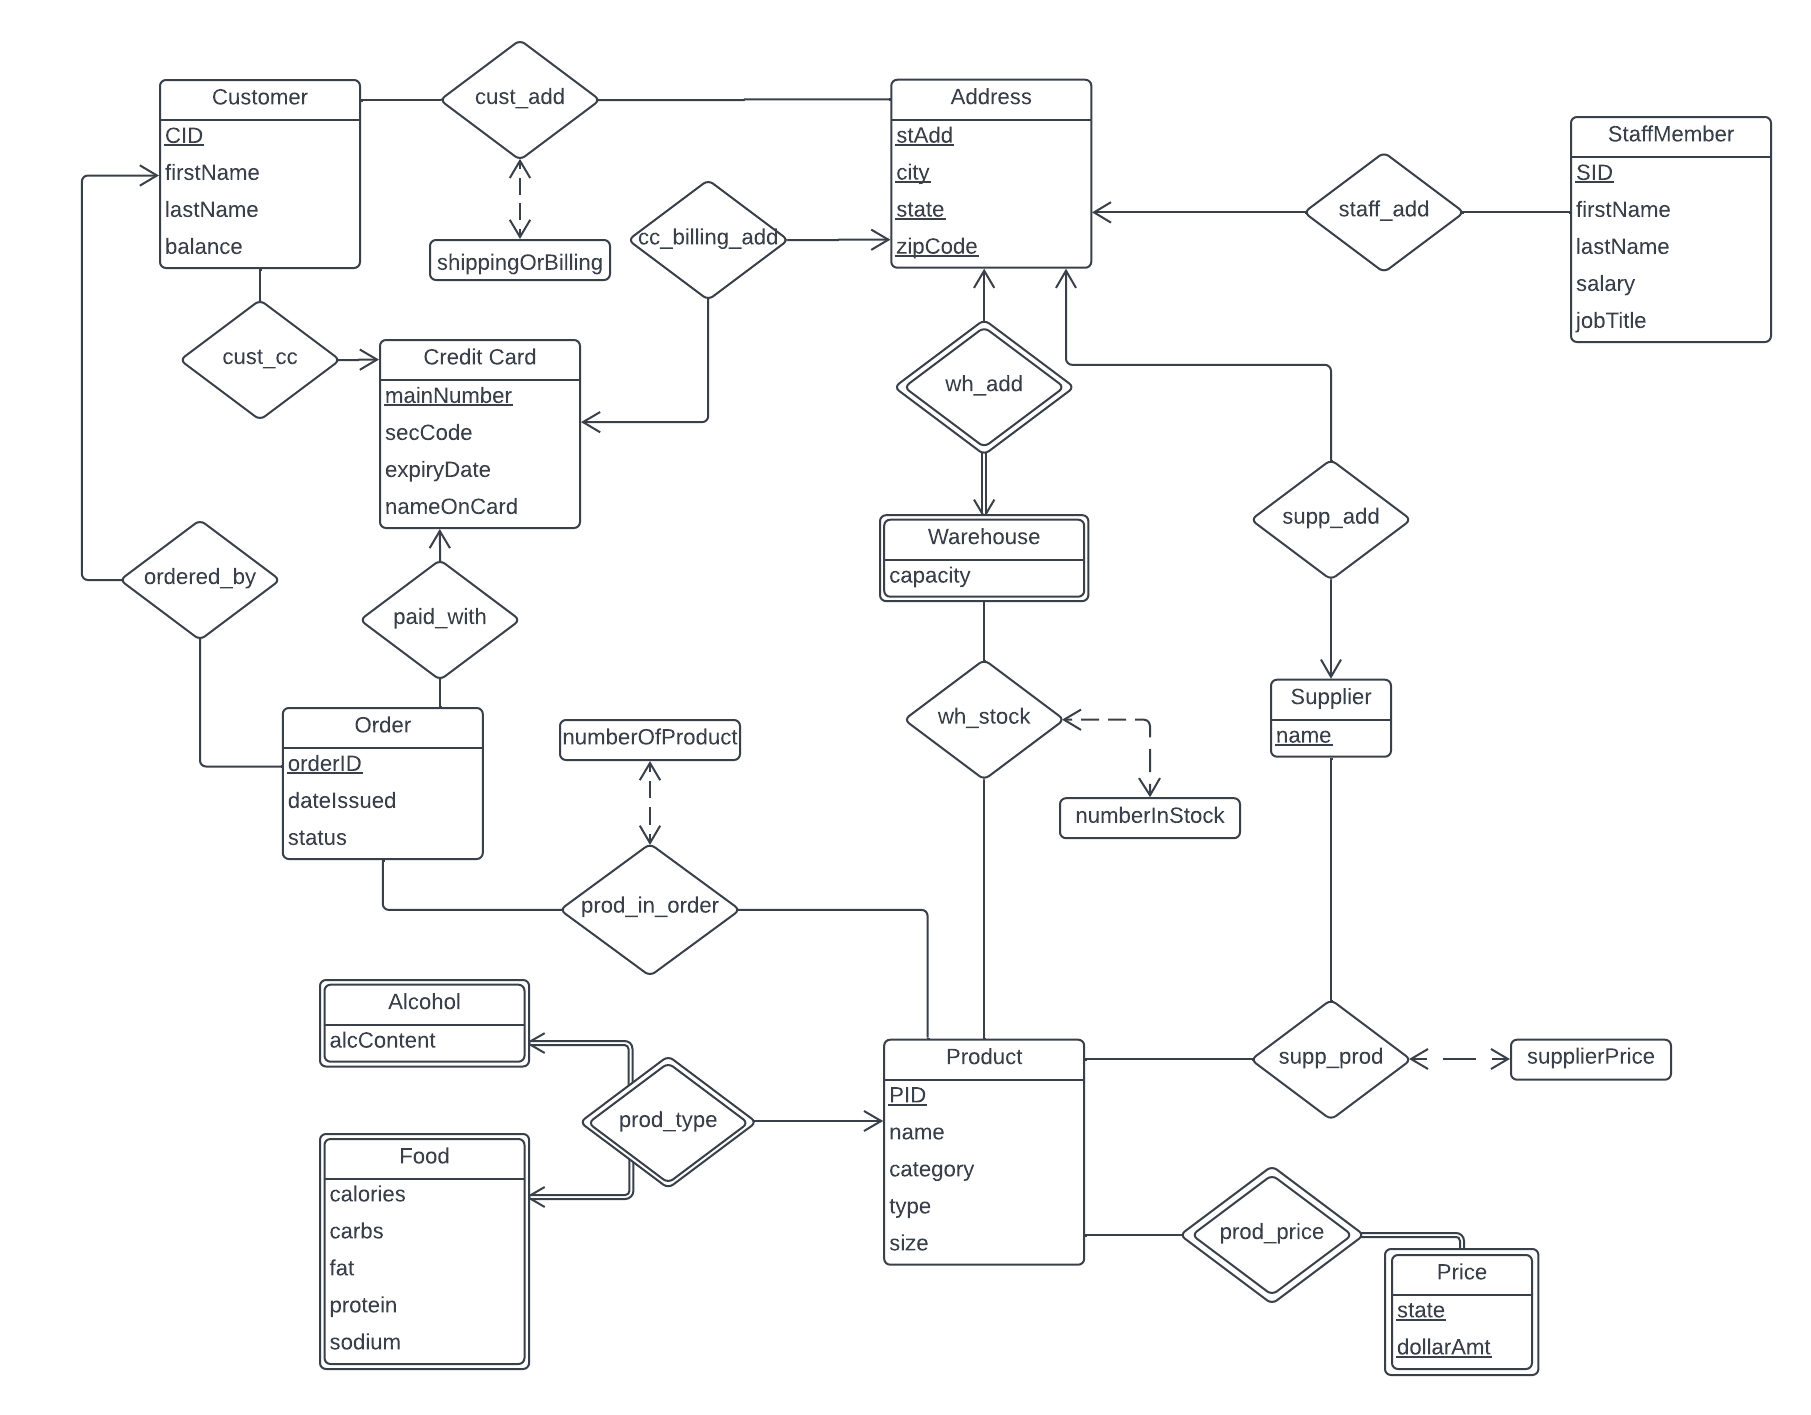 Customer
CID
firstName
lastName
balance
cust_add
shippingOrBilling
cc_billing_add
Address
stAdd
city
state
zipCode
staff_add
StaffMember
SID
firstName
lastName
salary
jobTitle
cust_cc
Credit Card
mainNumber
secCode
expiryDate
nameOnCard
wh_add
Warehouse
capacity
supp_add
ordered_by
paid_with
Order
orderID
dateIssued
status
numberOfProduct
wh_stock
numberInStock
Supplier
name
prod_in_order
Alcohol
alcContent
prod_type
Food
calories
carbs
fat
protein
sodium
Product
PID
name
category
type
size
supp_prod
supplierPrice
prod_price
Price
state
dollarAmt